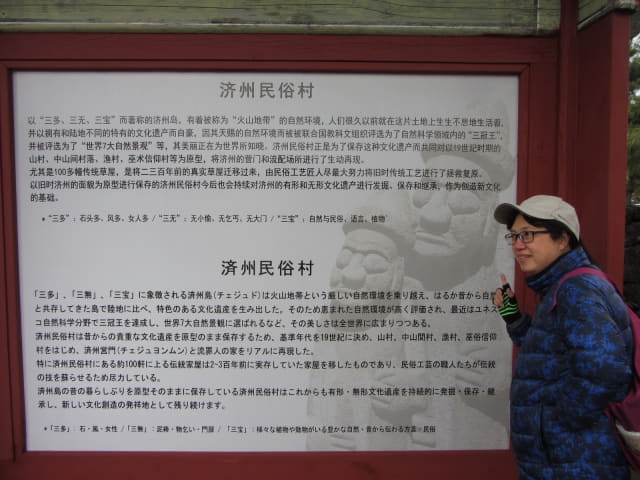 済州民俗村
以“三多、三无、三宝”而著称的济州岛。有着被称为“火山地带”的自然环境，人们很久以前就在这片土地上生生不息地生活着，
并以拥有和陆地不同的特有的文化遗产而自豪，因其天赐的自然环境而被被联合国教科文组织评选为了自然科学领域内的“三冠王”，
并被评选为了“世界7大自然景观”等，其美丽正在为世界所知晓。济州民俗村正是为了保存这种文化遗产而共同对以19世纪时期的
山村、中山间村落、渔村，巫术信仰村等为原型，将济州的官门和流配场所进行了生动再现。
尤其是100多幢传统草屋，是将二三百年前的真实草屋迁移过来，由民俗工艺匠人尽最大努力将旧时传统工艺进行了拯救复原。
以旧时济州的面貌为原型进行保存的济州民俗村今后也会持续对济州的有形和无形文化遗产进行发掘、保存和继承，作为创造新文化
的基础。
* “三多”：石头多、风多、女人多 / “三无”：无小偷、无乞丐、无大门 / “三宝”：自然与民俗、语言、植物
済州民俗村
「三多」、「三無」、「三宝」に象徴される済州島(チェジュド)は火山地帯という厳しい自然環境を乗り越え、はるか昔から自然
と共存してきた島で陸地に比べ、特色のある文化遺産を生み出した。そのため恵まれた自然環境が高く評価され、最近はユネス
コ自然科学分野で三冠王を達成し、世界7大自然景観に選ばれるなど、その美しさは全世界に広まりつつある。
済州民俗村は昔からの貴重な文化遺産を原型のまま保存するため、基準年代を19世紀に決め、山村、中山間村、漁村、巫俗信仰
村をはじめ、済州営門(チェジュヨンムン)と流罪人の家をリアルに再現した。
特に済州民俗村にある約100軒に上る伝統家屋は2~3百年前に実存していた家屋を移したものであり、民俗工芸の職人たちが伝統
の技を蘇らせるため尽力している。
済州島の昔の暮らしぶりを原型そのままに保存している済州民俗村はこれからも有形・無形文化遺産を持続的に発掘・保存・継
承し、新しい文化創造の発祥地として残り続けます。
* 「三多」：石・風・女性 / 「三無」：泥棒・物乞い・門扉 / 「三宝」：様々な植物や動物がいる豊かな自然・昔から伝わる方言・民俗